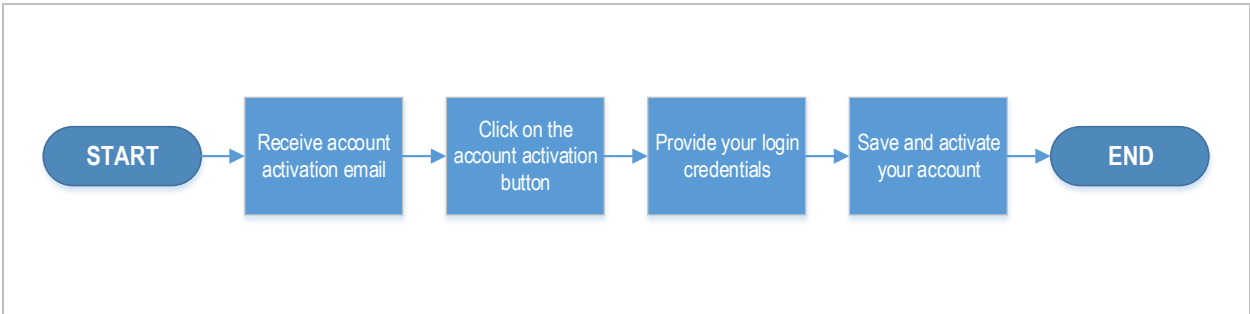 START
Receive account
activation email
Click on the
account activation
button
Provide your login
credentials
Save and activate
your account
END